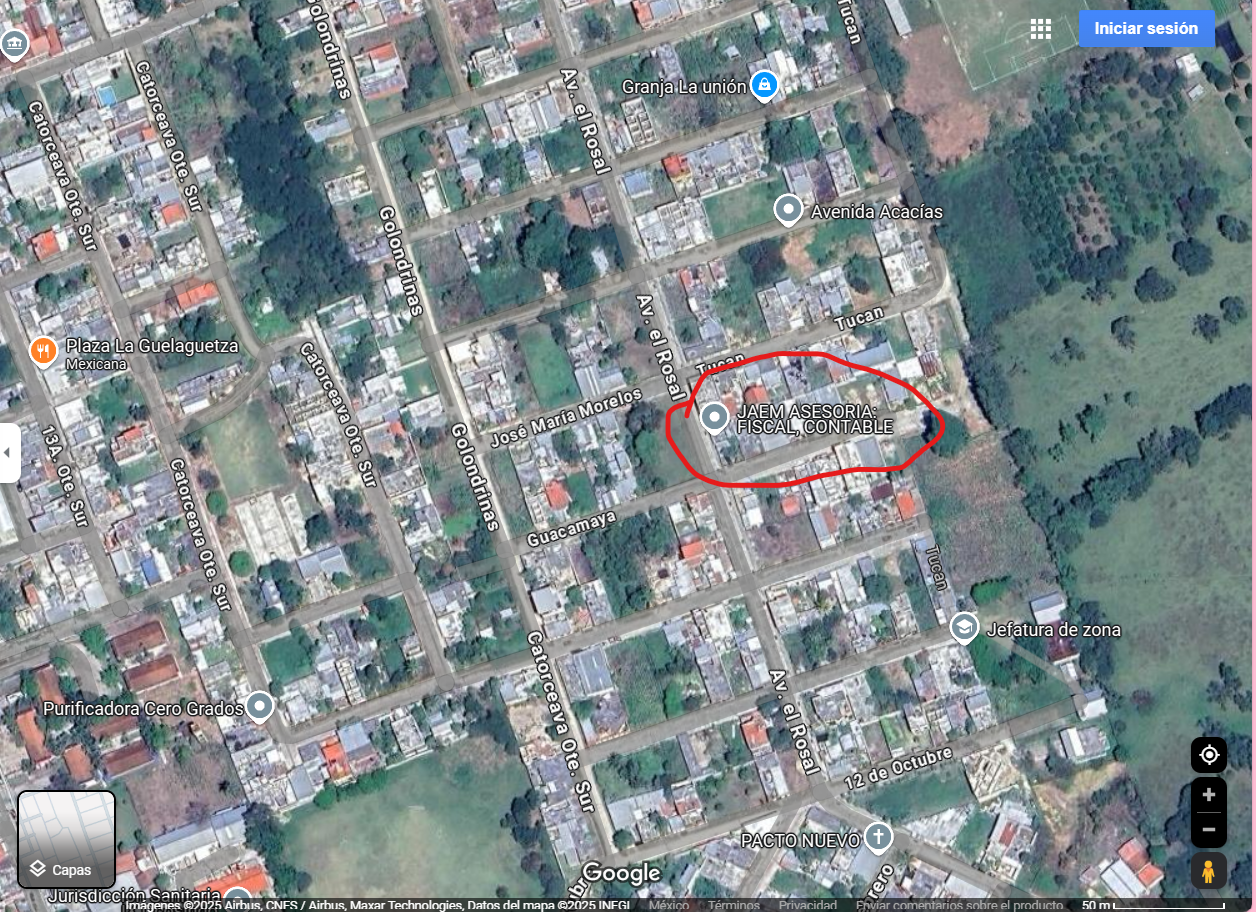 Golondrinas
Tucan
Iniciar sesión
Catorceava Ote. Sur
Av. el Rosal
Granja La unión
Catorceava Ote. Sur
Golondrinas
Avenida Acacías
Av. el Rosal
Tucan
Plaza La Guelaguetza
Mexicana
Catorceava Ote. Sur
Tucan
José María Morelos
JAEM ASESORIA:
FISCAL, CONTABLE
13A. Ote. Sur
Catorceava Ote. Sur
Golondrinas
Guacamaya
Tucan
Jefatura de zona
Catorceava Ote. Sur
Av. el Rosal
Purificadora Cero Grados
12 de Octubre
PACTO NUEVO
Capas
Google
Jurisdicción Sanitaria
Imágenes ©2025 Airbus, CNES / Airbus, Maxar Technologies, Datos del mapa ©2025 INEGI México Términos Privacidad Enviar comentarios sobre el producto 50 m